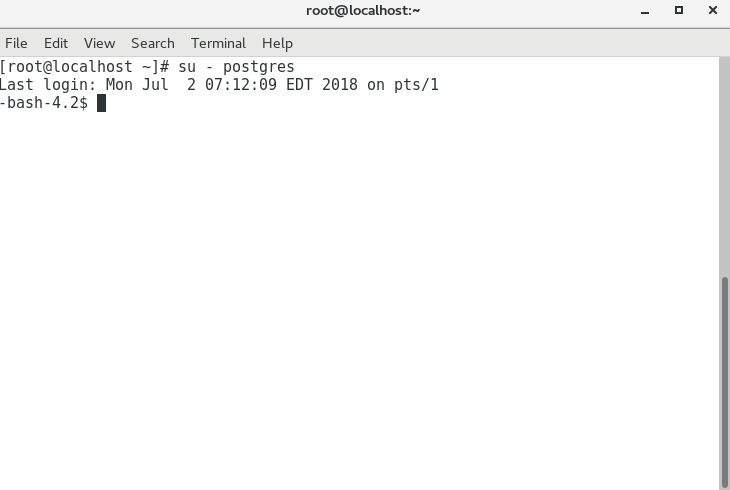 root@localhost:~
File Edit View Search Terminal Help
[root@localhost ~]# su - postgres
Last login: Mon Jul  2 07:12:09 EDT 2018 on pts/1
-bash-4.2$